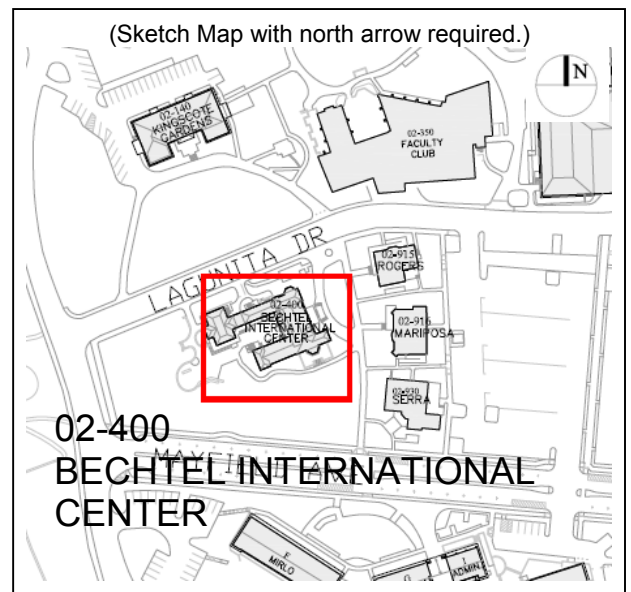 (Sketch Map with north arrow required.)
N
02-140
KINGSCOTE
GARDENS
02-350
FACULTY
CLUB
LAGUNITA DR
02-915
ROGERS
02-400
BECHTEL
INTERNATIONAL
CENTER
02-916
MARIPOSA
02-930
SERRA
02-400
BECHTEL INTERNATIONAL
CENTER
F
MIRLO
I
ADMIN.